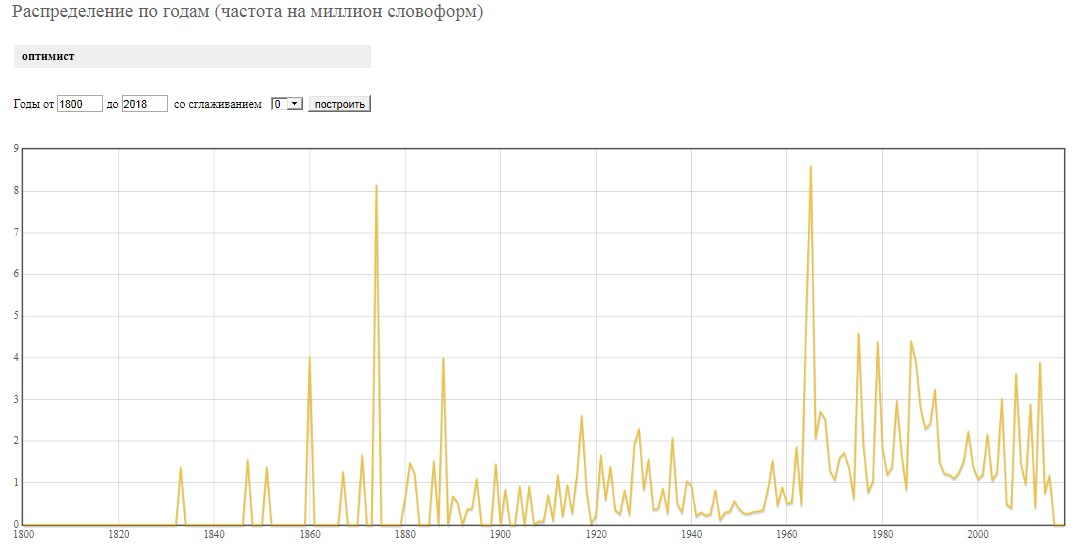 Распределение по годам (частота на миллион словоформ)
оптимист
Годы от 1800 до 2018 со сглаживанием 0 построить
9
8
7
6
5
4
3
2
1
0
1800 1820 1840 1860 1880 1900 1920 1940 1960 1980 2000